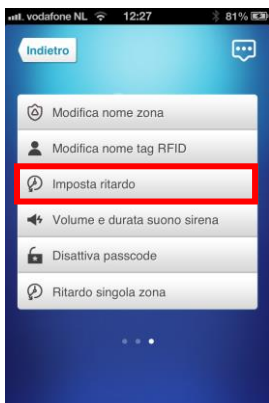 vodafone NL 12:27 81%
Indietro
Modifica nome zona
Modifica nome tag RFID
Imposta ritardo
Volume e durata suono sirena
Disattiva passcode
Ritardo singola zona